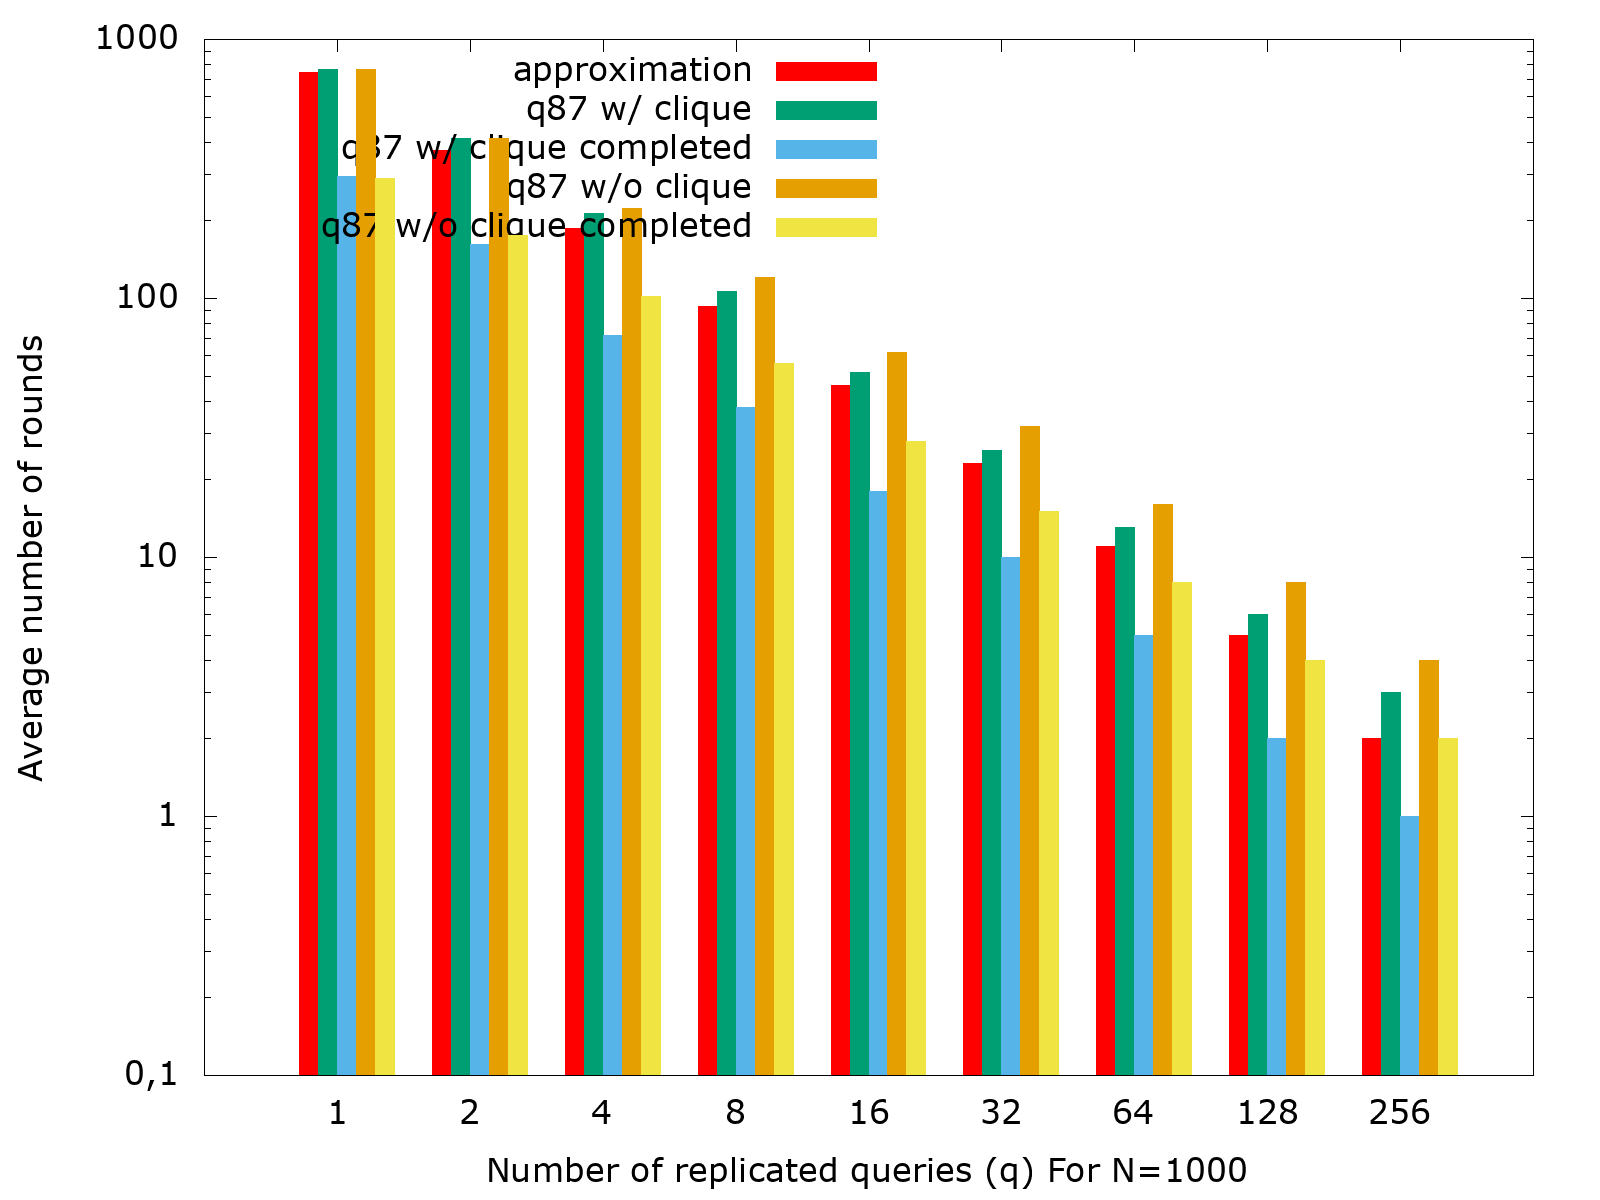 1000
100
10
1
0,1
Average number of rounds
approximation
q87 w/ clique
q87 w/ clique completed
q87 w/o clique
q87 w/o clique completed
1 2 4 8 16 32 64 128 256
Number of replicated queries (q) For N=1000